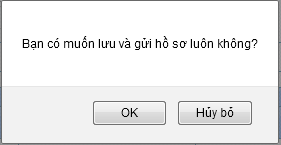 Bạn có muốn lưu và gửi hồ sơ luôn không?
OK
Hủy bỏ